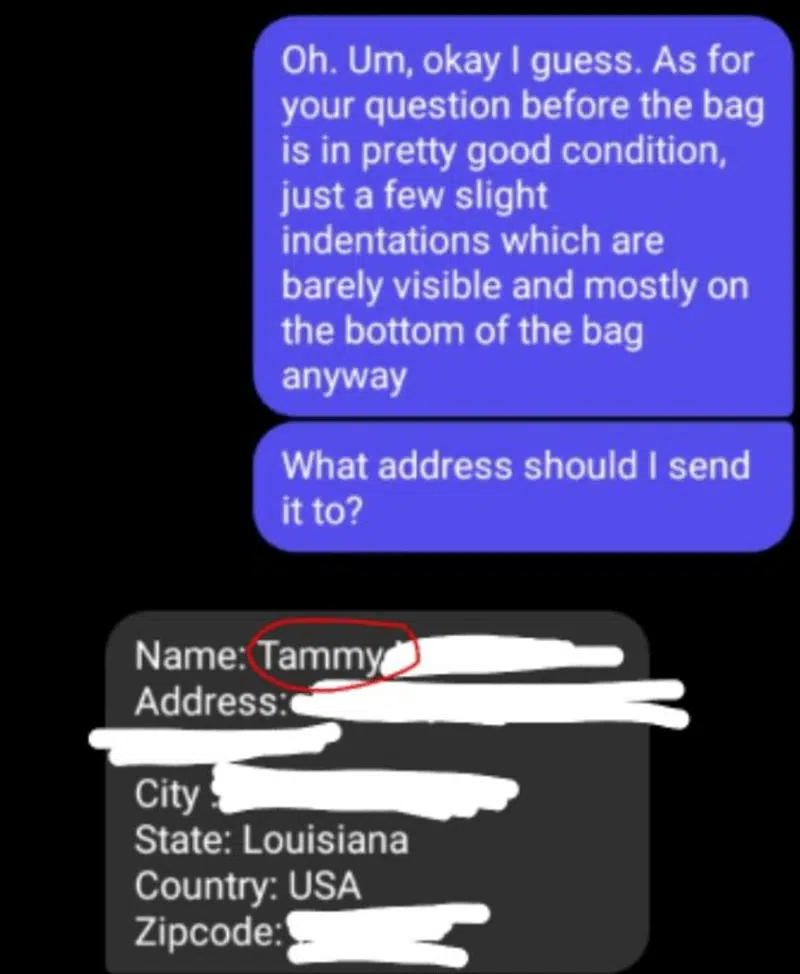 Oh. Um, okay I guess. As for
your question before the bag
is in pretty good condition,
just a few slight
indentations which are
barely visible and mostly on
the bottom of the bag
anyway
What address should I send
it to?
Name: Tammy
Address:
City :
State: Louisiana
Country: USA
Zipcode: